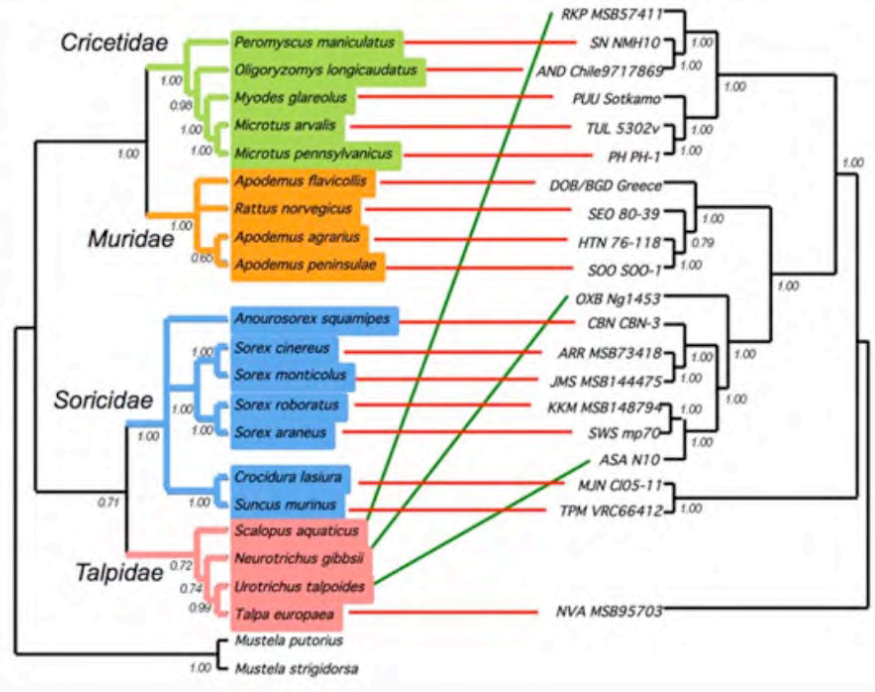 Cricetidae
Peromyscus maniculatus
Oligoryzomys longicaudatus
Myodes glareolus
Microtus arvalis
Microtus pennsylvanicus
1.00
0.98
1.00
1.00
1.00
Muridae
Apodemus flavicollis
Rattus norvegicus
Apodemus agrarius
Apodemus peninsulae
1.00
Soricidae
Anourosorex squamipes
Sorex cinereus
Sorex monticolus
Sorex roboratus
Sorex araneus
Crocidura lasiura
Suncus murinus
1.00
1.00
1.00
1.00
1.00
0.71
Talpidae
Scalopus aquaticus
Neurotrichus gibbsii
Urotrichus talpoides
Talpa europaea
0.72
0.74
0.99
Mustela putorius
Mustela strigidorsa
1.00
RKP MSB57411
SN NMH10
AND Chile9717869
PUU Sotkamo
TUL 5302v
PH PH-1
DOB/BGD Greece
SEO 80-39
HTN 76-118
SOO SOO-1
OXB Ng1453
CBN CBN-3
ARR MSB73418
JMS MSB144475
KKM MSB148794
SWS mp70
ASA N10
MJN CI05-11
TPM VRC66412
NVA MSB95703
1.00
1.00
1.00
1.00
1.00
1.00
1.00
0.79
1.00
1.00
1.00
1.00
1.00
1.00
1.00
1.00
1.00